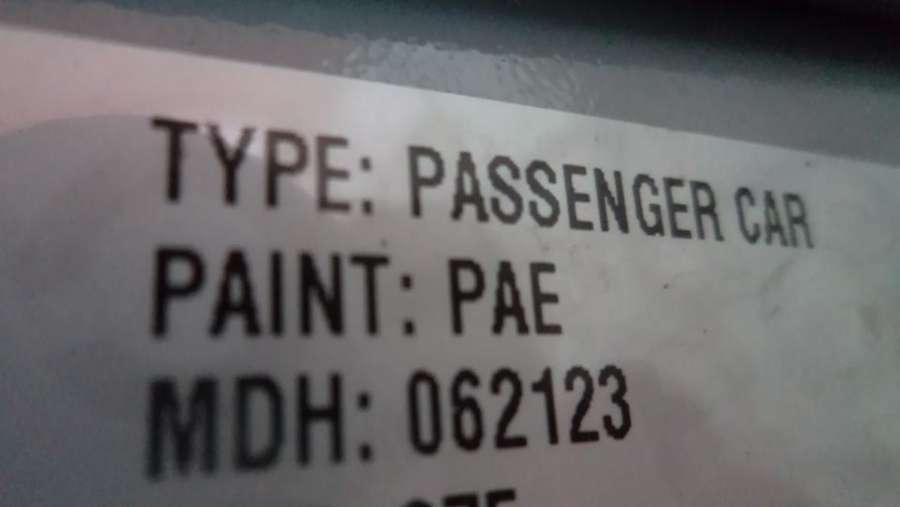 TYPE: PASSENGER CAR
PAINT: PAE
MDH: 062123